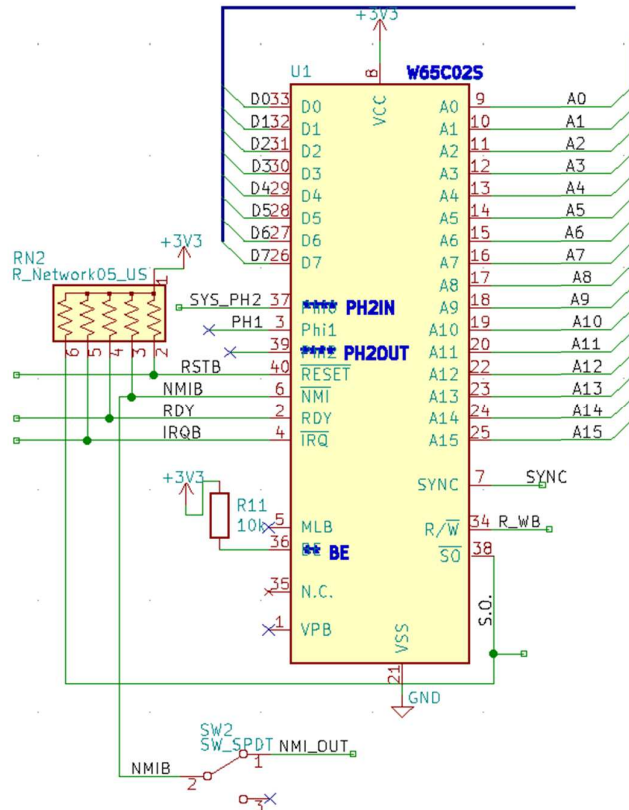 +3V3
U1
W65C02S
8
VCC
D0 33 D0
A0 9 A0
D1 32 D1
A1 10 A1
D2 31 D2
A2 11 A2
D3 30 D3
A3 12 A3
D4 29 D4
A4 13 A4
D5 28 D5
A5 14 A5
D6 27 D6
A6 15 A6
D7 26 D7
A7 16 A7
A8 17 A8
A9 18 A9
A10 19 A10
A11 20 A11
A12 22 A12
A13 23 A13
A14 24 A14
A15 25 A15
RN2
R_Network05_US
+3V3
1
6 5 4 3 2
SYS_PH2 37 **** PH2IN
PH1 3 Phi1
39 **** PH2OUT
RSTB 40 RESET
NMIB 6 NMI
RDY 2 RDY
IRQB 4 IRQ
+3V3
R11
10k
5 MLB
36 ** BE
35 N.C.
1 VPB
SYNC 7 SYNC
R/W 34 R_WB
SO 38
S.O.
VSS
21
GND
SW2
SW_SPDT
NMIB 2
1 NMI_OUT
3